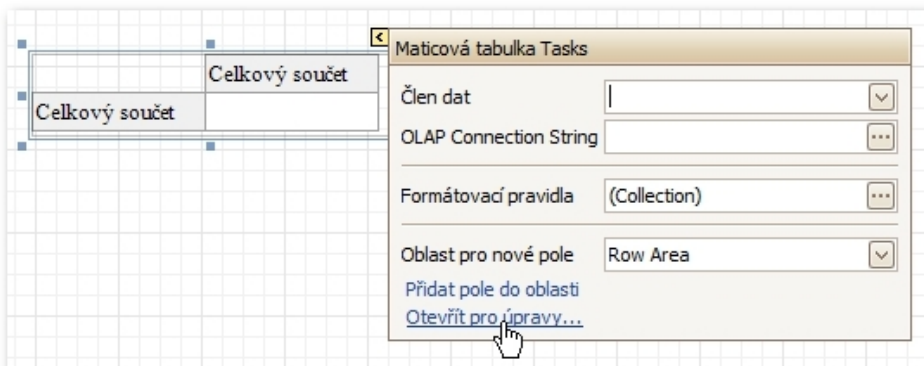 Celkový součet
Celkový součet
Maticová tabulka Tasks
Člen dat
OLAP Connection String
Formátovací pravidla (Collection)
Oblast pro nové pole Row Area
Přidat pole do oblasti
Otevřít pro úpravy...